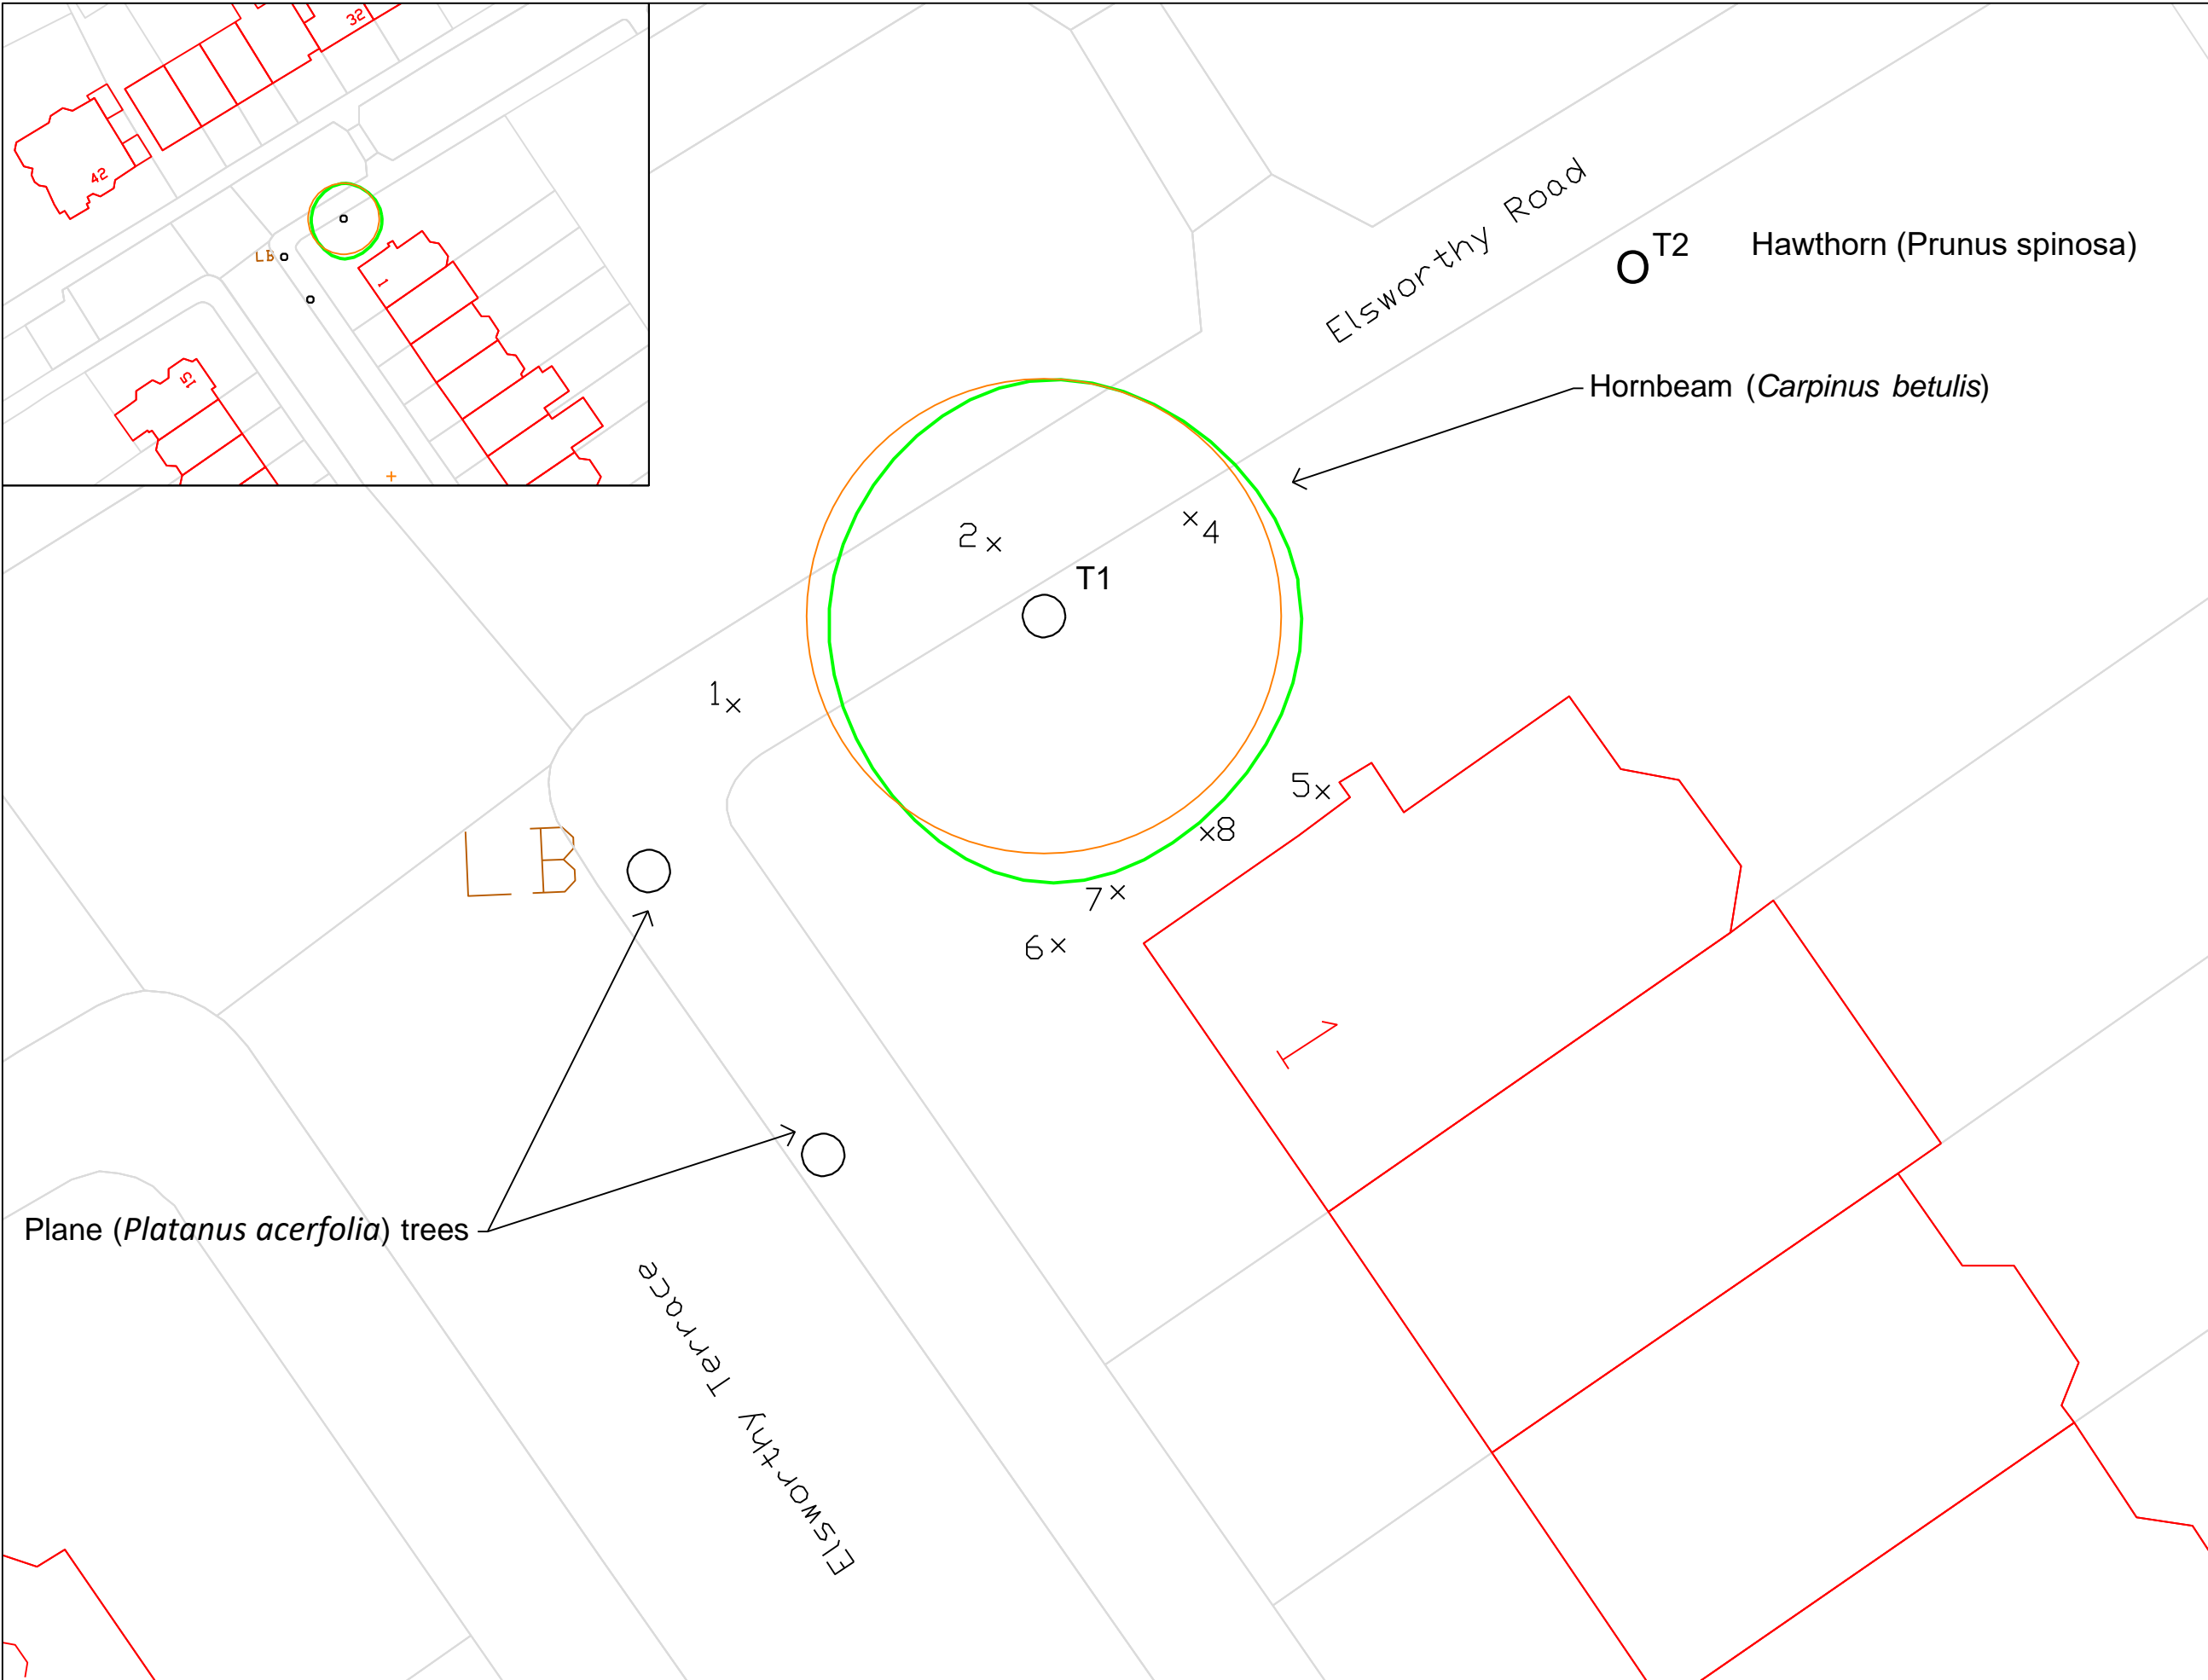 32
42
LB
1
15
Elsworthy Road
T2
Hawthorn (Prunus spinosa)
Hornbeam (Carpinus betulis)
2
4
T1
1
5
8
LB
7
6
1
Plane (Platanus acerfolia) trees
Elsworthy Terrace